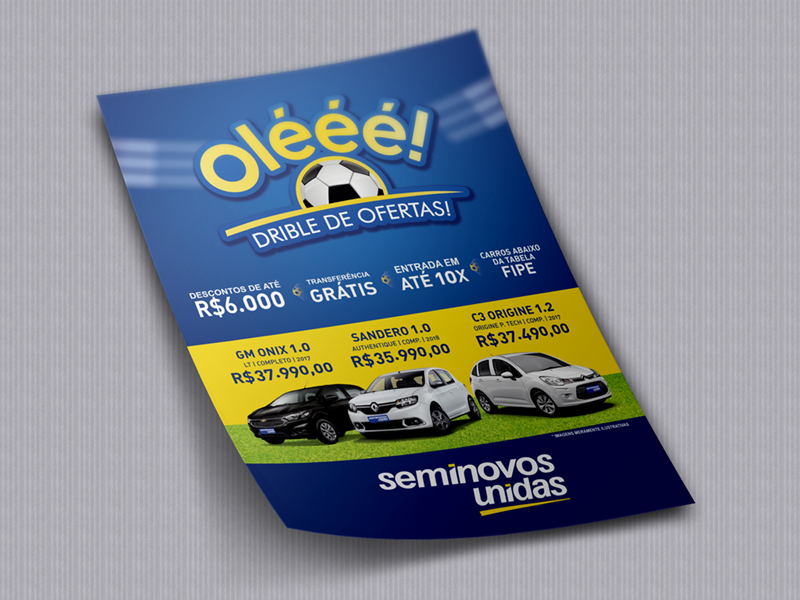 Olééé!
DRIBLE DE OFERTAS!
DESCONTOS DE ATÉ
R$6.000
TRANSFERÊNCIA
GRÁTIS
ENTRADA EM
ATÉ 10X
CARROS ABAIXO
DA TABELA
FIPE
GM ONIX 1.0
LT | COMPLETO | 2017
R$37.990,00
SANDERO 1.0
AUTHENTIQUE | COMP. | 2018
R$35.990,00
C3 ORIGINE 1.2
ORIGINE P. TECH | COMP. | 2017
R$37.490,00
* IMAGENS MERAMENTE ILUSTRATIVAS
seminovos
unidas